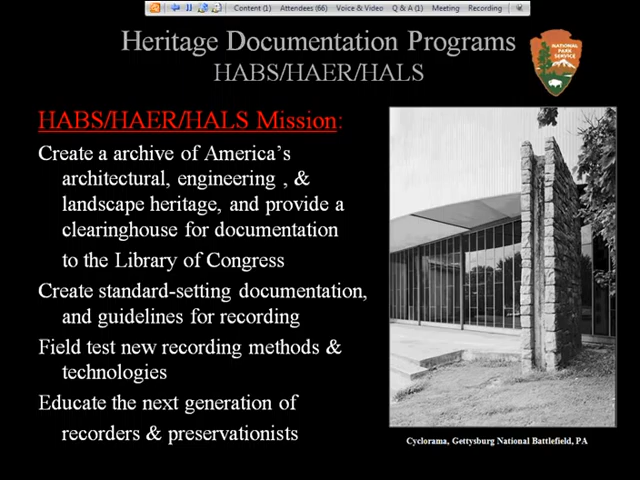 Content (1) Attendees (66) Voice & Video Q & A (1) Meeting Recording
Heritage Documentation Programs
HABS/HAER/HALS
NATIONAL
PARK
SERVICE
HABS/HAER/HALS Mission:
Create a archive of America's
architectural, engineering , &
landscape heritage, and provide a
clearinghouse for documentation
to the Library of Congress
Create standard-setting documentation,
and guidelines for recording
Field test new recording methods &
technologies
Educate the next generation of
recorders & preservationists
Cyclorama, Gettysburg National Battlefield, PA